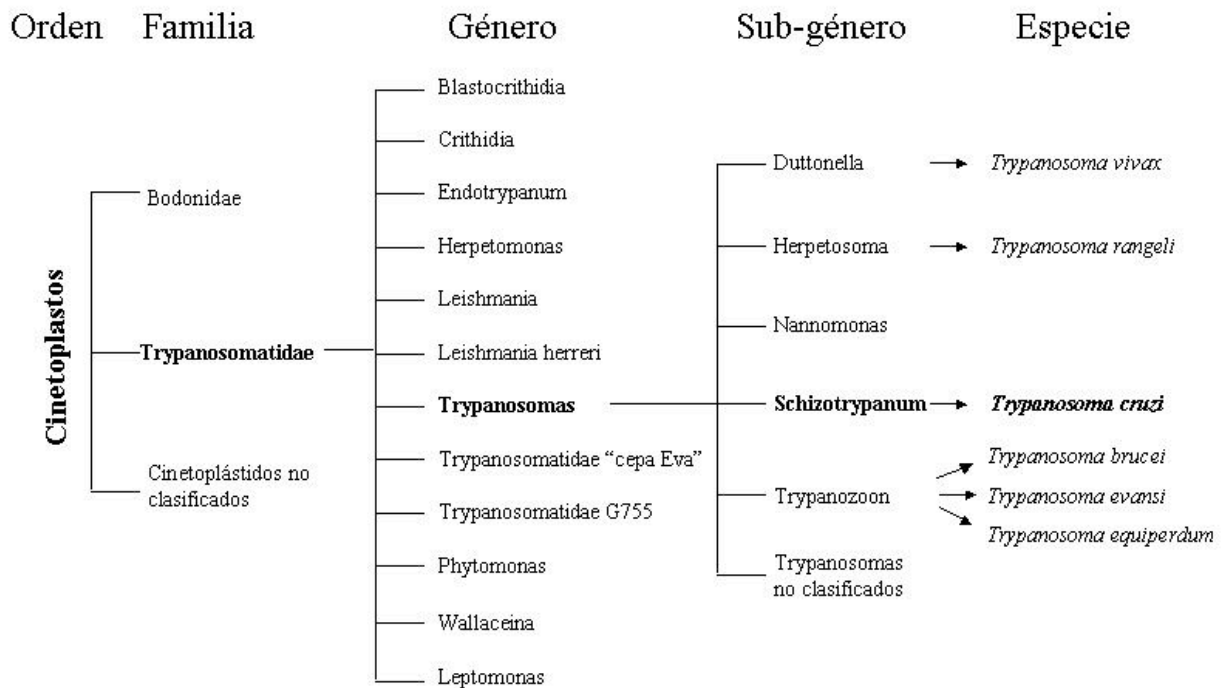 Orden Familia Género Sub-género Especie
Cinetoplastos
Bodonidae
Trypanosomatidae
Cinetoplástidos no
clasificados
Blastocrithidia
Crithidia
Endotrypanum
Herpetomonas
Leishmania
Leishmania herreri
Trypanosomas
Trypanosomatidae “cepa Eva”
Trypanosomatidae G755
Phytomonas
Wallaceina
Leptomonas
Duttonella
Herpetosoma
Nannomonas
Schizotrypanum
Trypanozoon
Trypanosomas
no clasificados
Trypanosoma vivax
Trypanosoma rangeli
Trypanosoma cruzi
Trypanosoma brucei
Trypanosoma evansi
Trypanosoma equiperdum